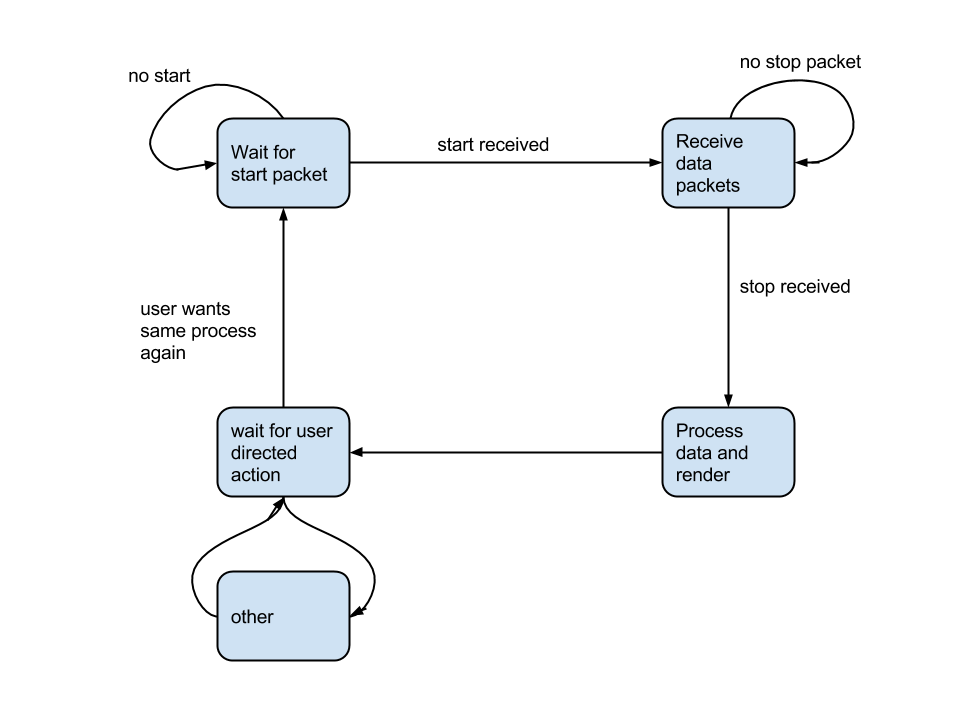 no start
no stop packet
Wait for
start packet
start received
Receive
data
packets
stop received
user wants
same process
again
wait for user
directed
action
Process
data and
render
other